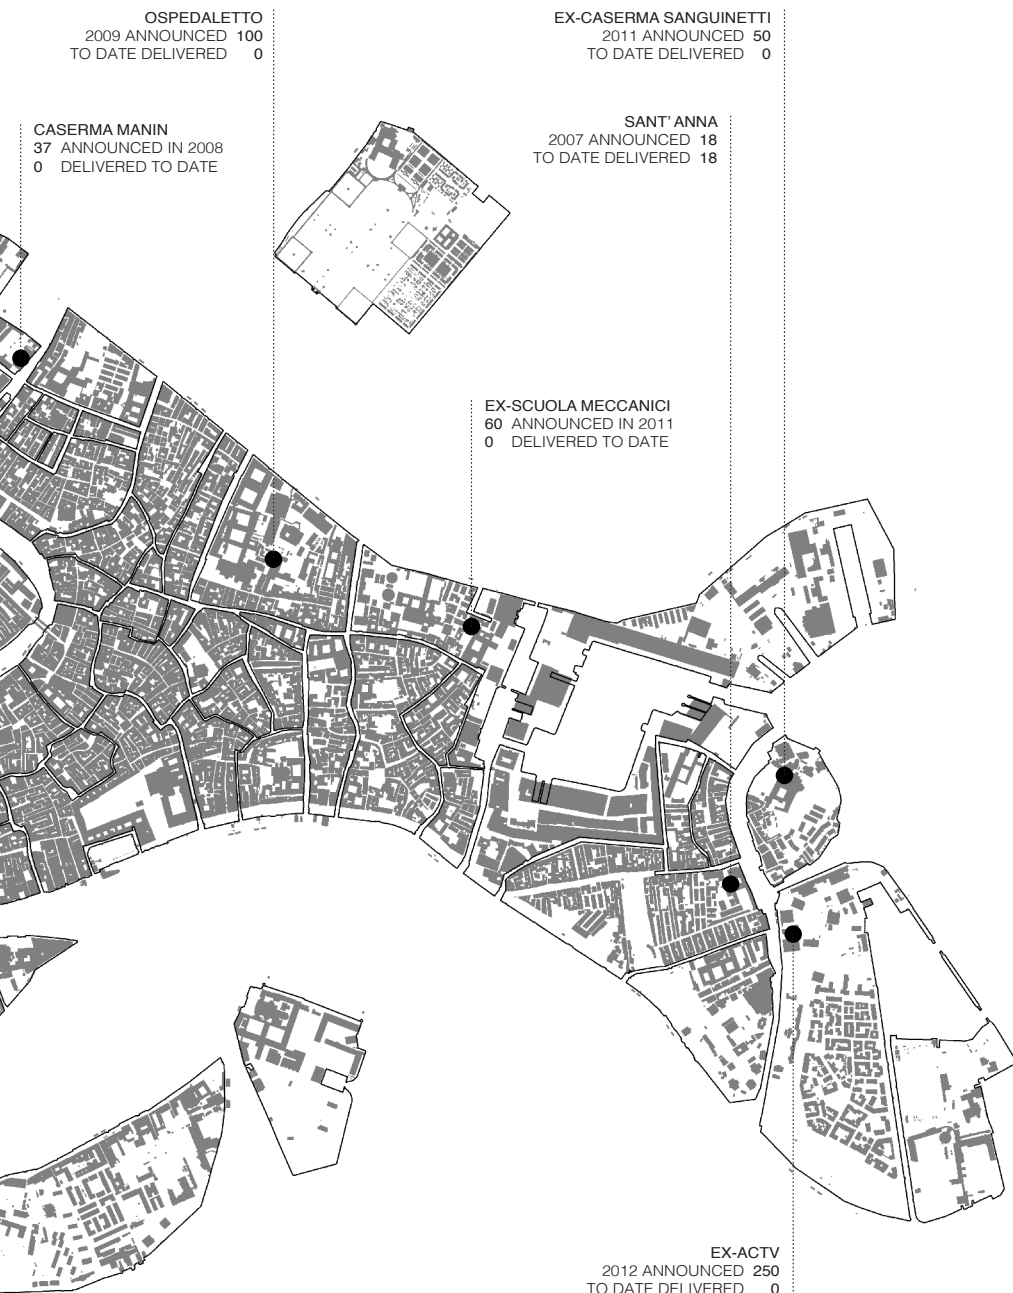 OSPEDALETTO
2009 ANNOUNCED 100
TO DATE DELIVERED 0
EX-CASERMA SANGUINETTI
2011 ANNOUNCED 50
TO DATE DELIVERED 0
CASERMA MANIN
37 ANNOUNCED IN 2008
0 DELIVERED TO DATE
SANT' ANNA
2007 ANNOUNCED 18
TO DATE DELIVERED 18
EX-SCUOLA MECCANICI
60 ANNOUNCED IN 2011
0 DELIVERED TO DATE
EX-ACTV
2012 ANNOUNCED 250
TO DATE DELIVERED 0